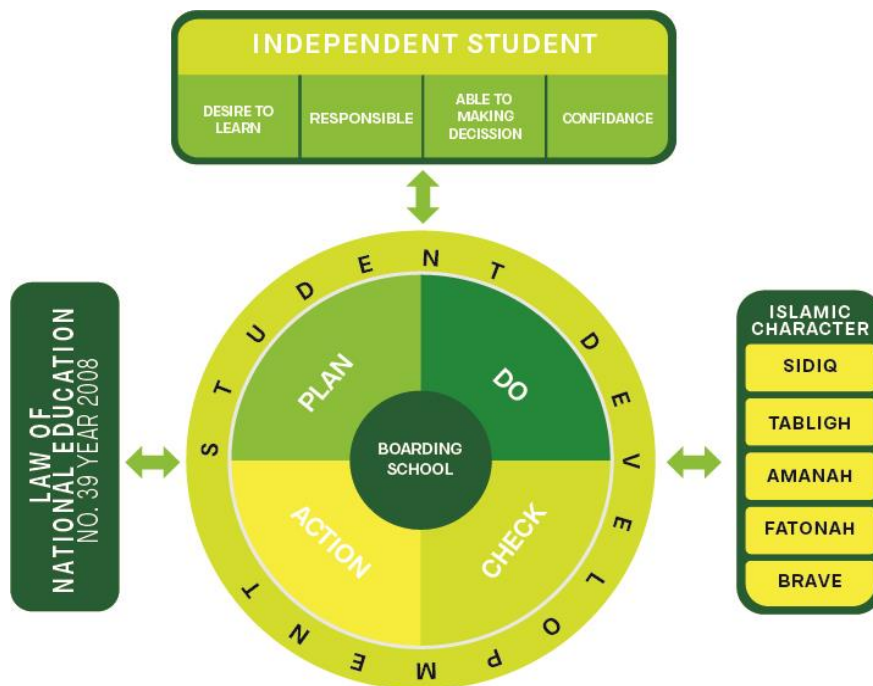 INDEPENDENT STUDENT
DESIRE TO
LEARN
RESPONSIBLE
ABLE TO
MAKING
DECISSION
CONFIDANCE
LAW OF
NATIONAL EDUCATION
NO. 39 YEAR 2008
STUDENT DEVELOPMENT
PLAN
DO
BOARDING
SCHOOL
ACTION
CHECK
ISLAMIC
CHARACTER
SIDIQ
TABLIGH
AMANAH
FATONAH
BRAVE